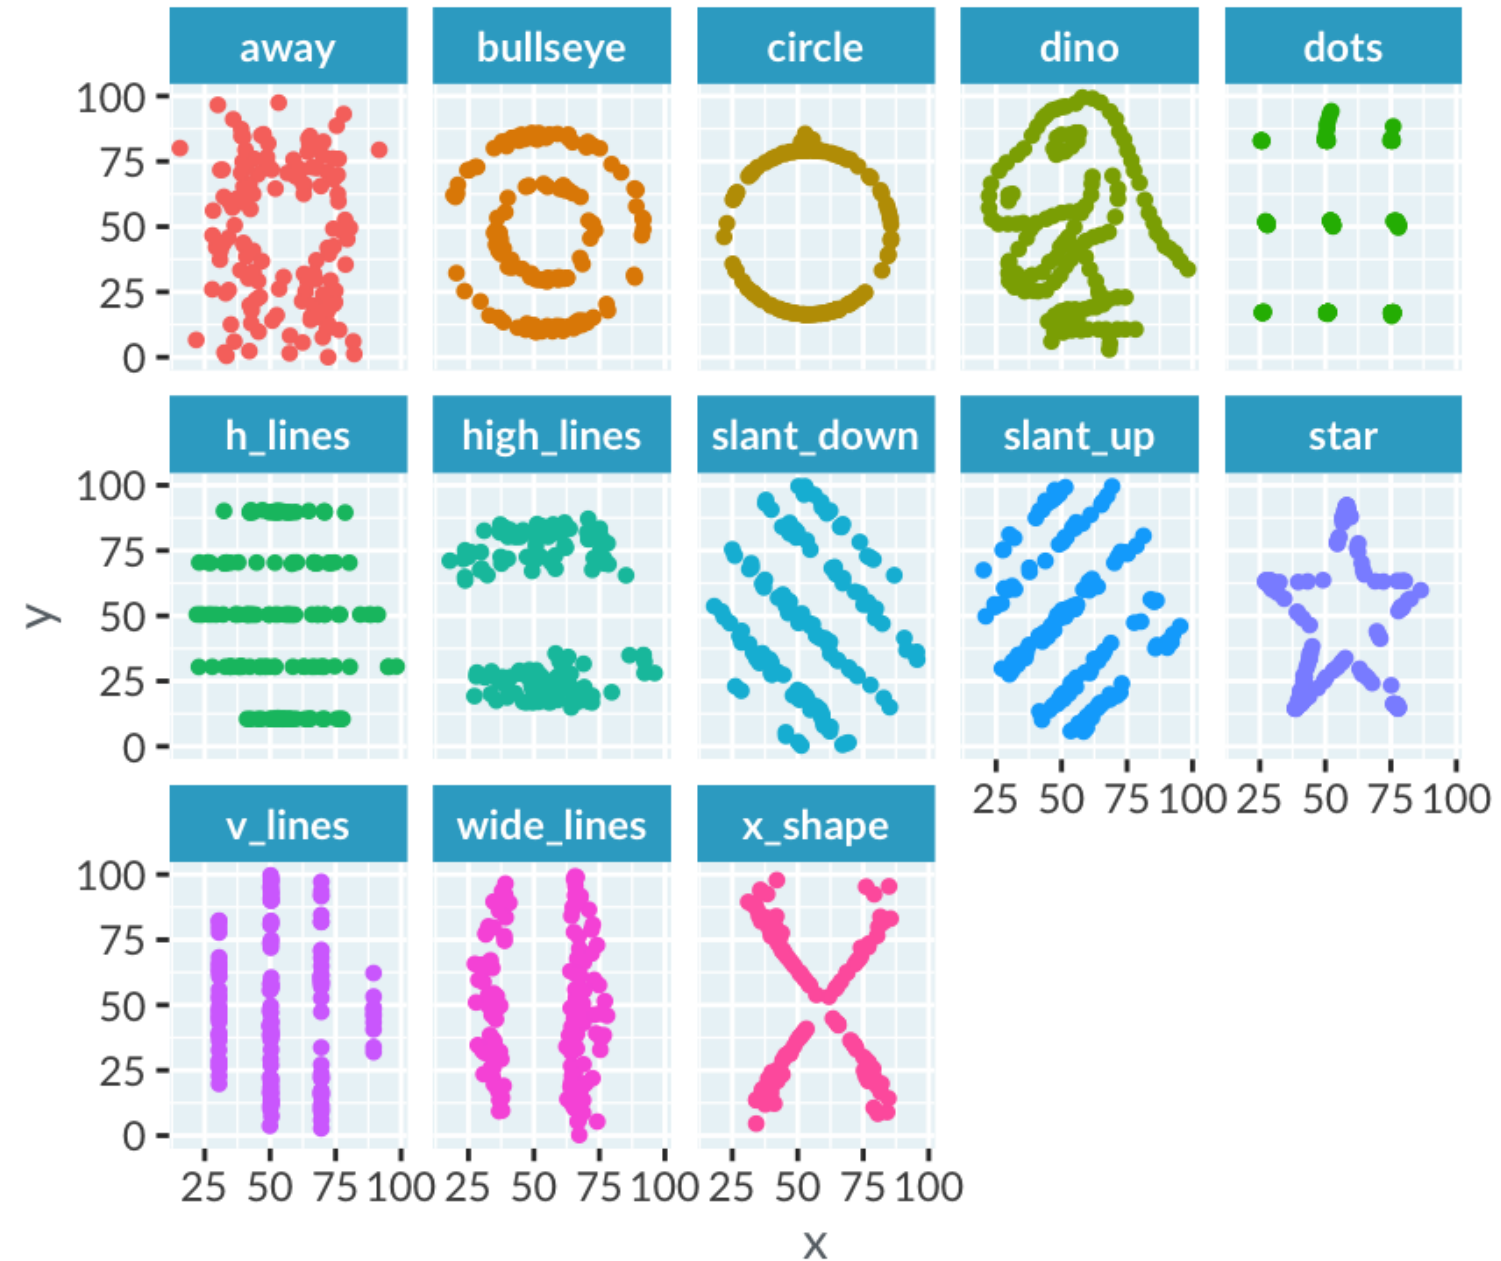 away bullseye circle dino dots
100
75
50
25
0
h_lines high_lines slant_down slant_up star
100
75
50
25
0
y
25 50 75 100 25 50 75 100
v_lines wide_lines x_shape
100
75
50
25
0
25 50 75 100 25 50 75 100 25 50 75 100
x